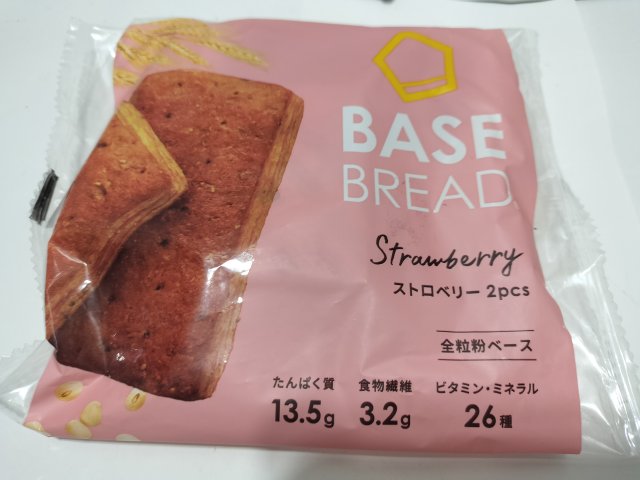 BASE
BREAD
Strawberry
ストロベリー 2pcs
全粒粉ベース
たんぱく質 食物繊維 ビタミン・ミネラル
13.5g 3.2g 26種